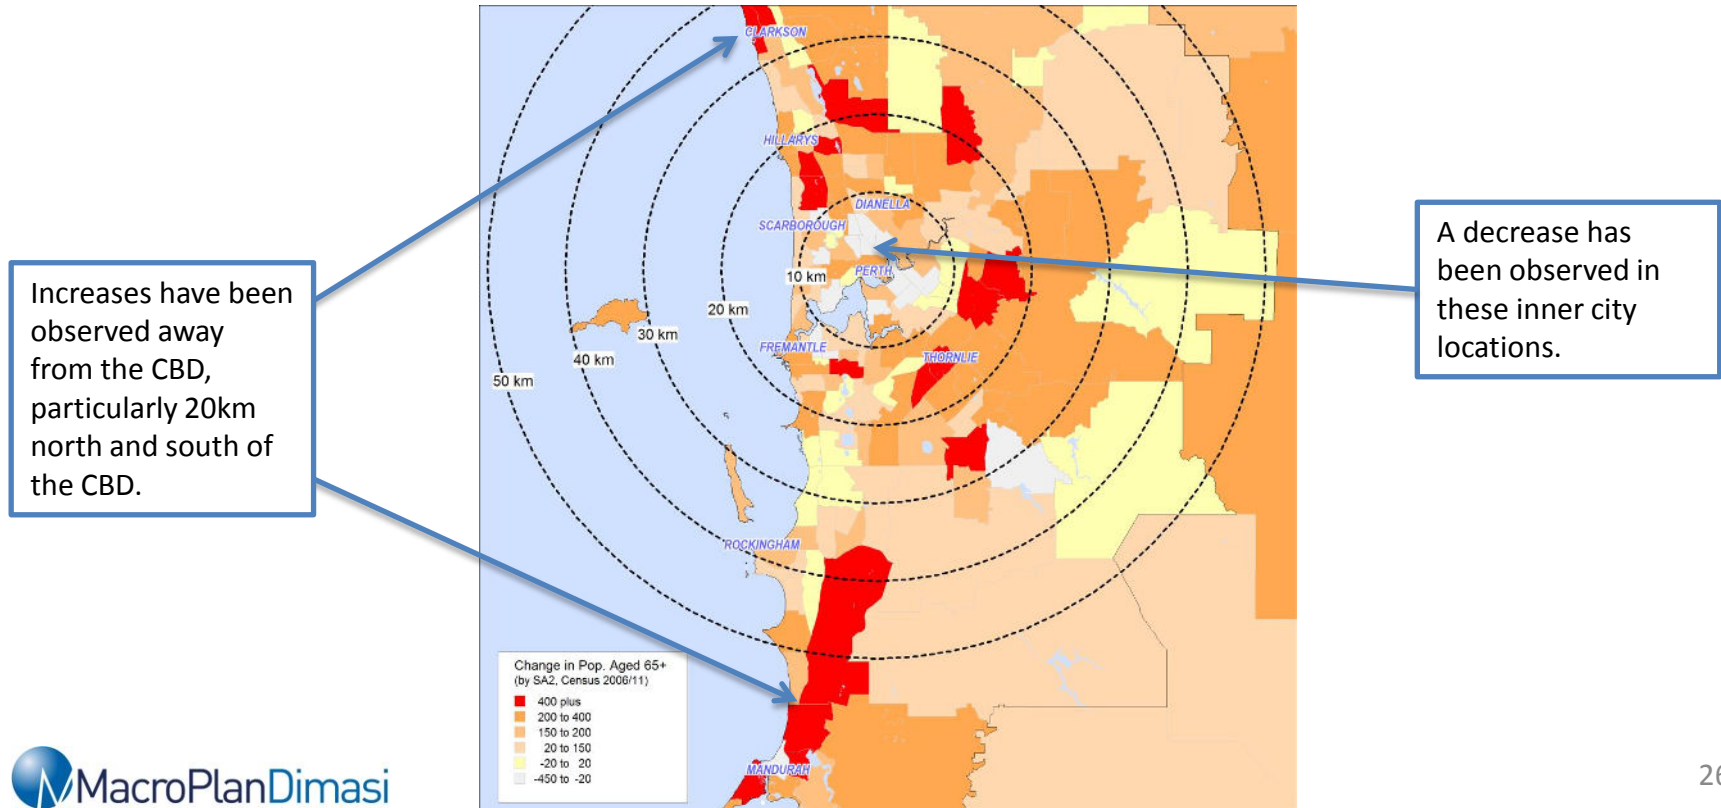 Increases have been
observed away
from the CBD,
particularly 20km
north and south of
the CBD.
CLARKSON
HILLARYS
DIANELLA
SCARBOROUGH
PERTH
10 km
20 km
30 km
40 km
50 km
FREMANTLE
THORNLIE
ROCKINGHAM
MANDURAH
Change in Pop. Aged 65+
(by SA2, Census 2006/11)
400 plus
200 to 400
150 to 200
20 to 150
-20 to 20
-450 to -20
A decrease has
been observed in
these inner city
locations.
MacroPlanDimasi
26